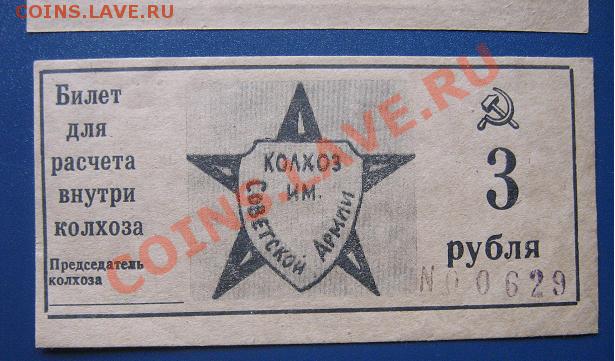 COINS.LAVE.RU
Билет
для
расчета
внутри
колхоза
Председатель
колхоза
КОЛХОЗ
ИМ.
СОВЕТСКОЙ АРМИИ
3
рубля
N00629
COINS.LAVE.RU